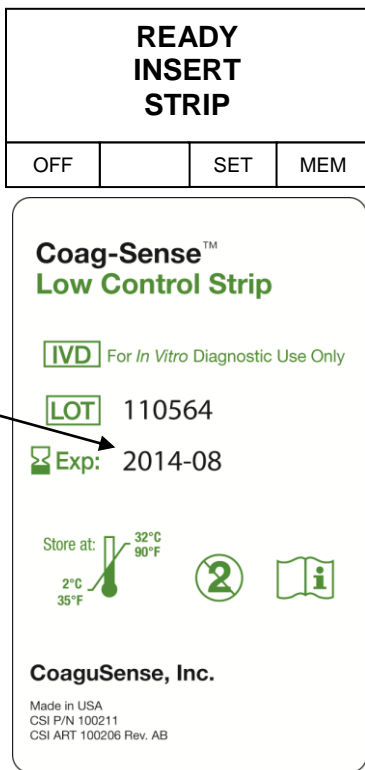 READY
INSERT
STRIP
OFF SET MEM
Coag-Sense™
Low Control Strip
IVD For In Vitro Diagnostic Use Only
LOT 110564
Exp: 2014-08
Store at: 32°C
90°F
2°C
35°F
2
i
CoaguSense, Inc.
Made in USA
CSI P/N 100211
CSI ART 100206 Rev. AB